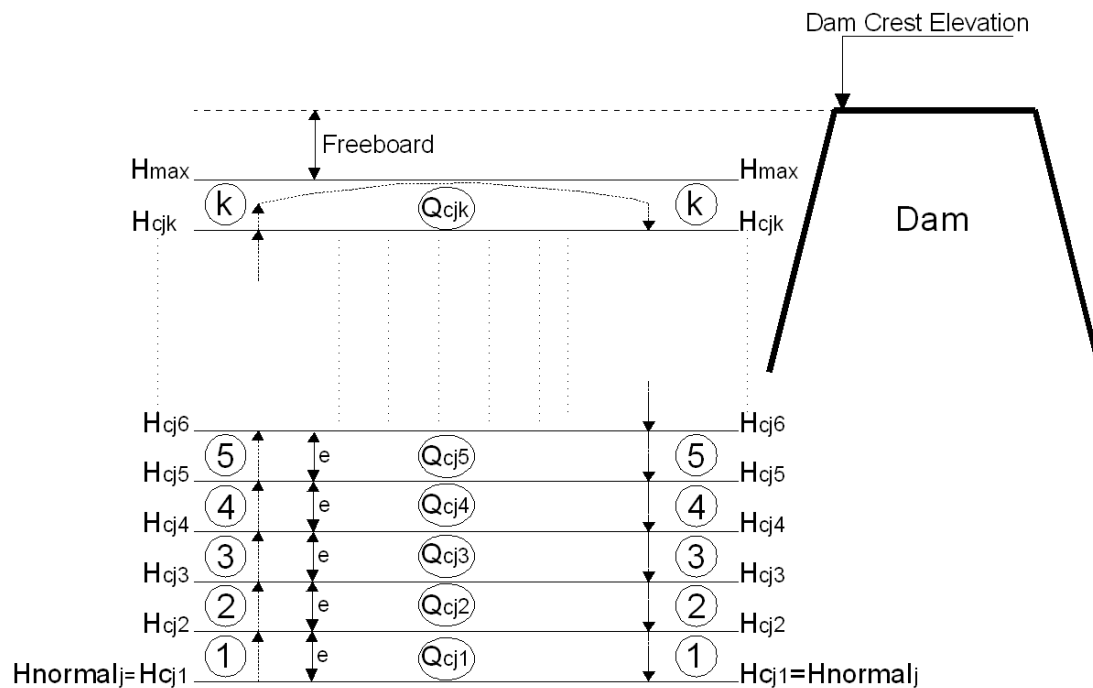 Dam Crest Elevation
Freeboard
Hmax Hmax
k Qcjk k
Hcjk Hcjk
Dam
Hcj6 Hcj6
5 e Qcj5 5
Hcj5 Hcj5
4 e Qcj4 4
Hcj4 Hcj4
3 e Qcj3 3
Hcj3 Hcj3
2 e Qcj2 2
Hcj2 Hcj2
1 e Qcj1 1
Hnormalj=Hcj1 Hcj1=Hnormalj